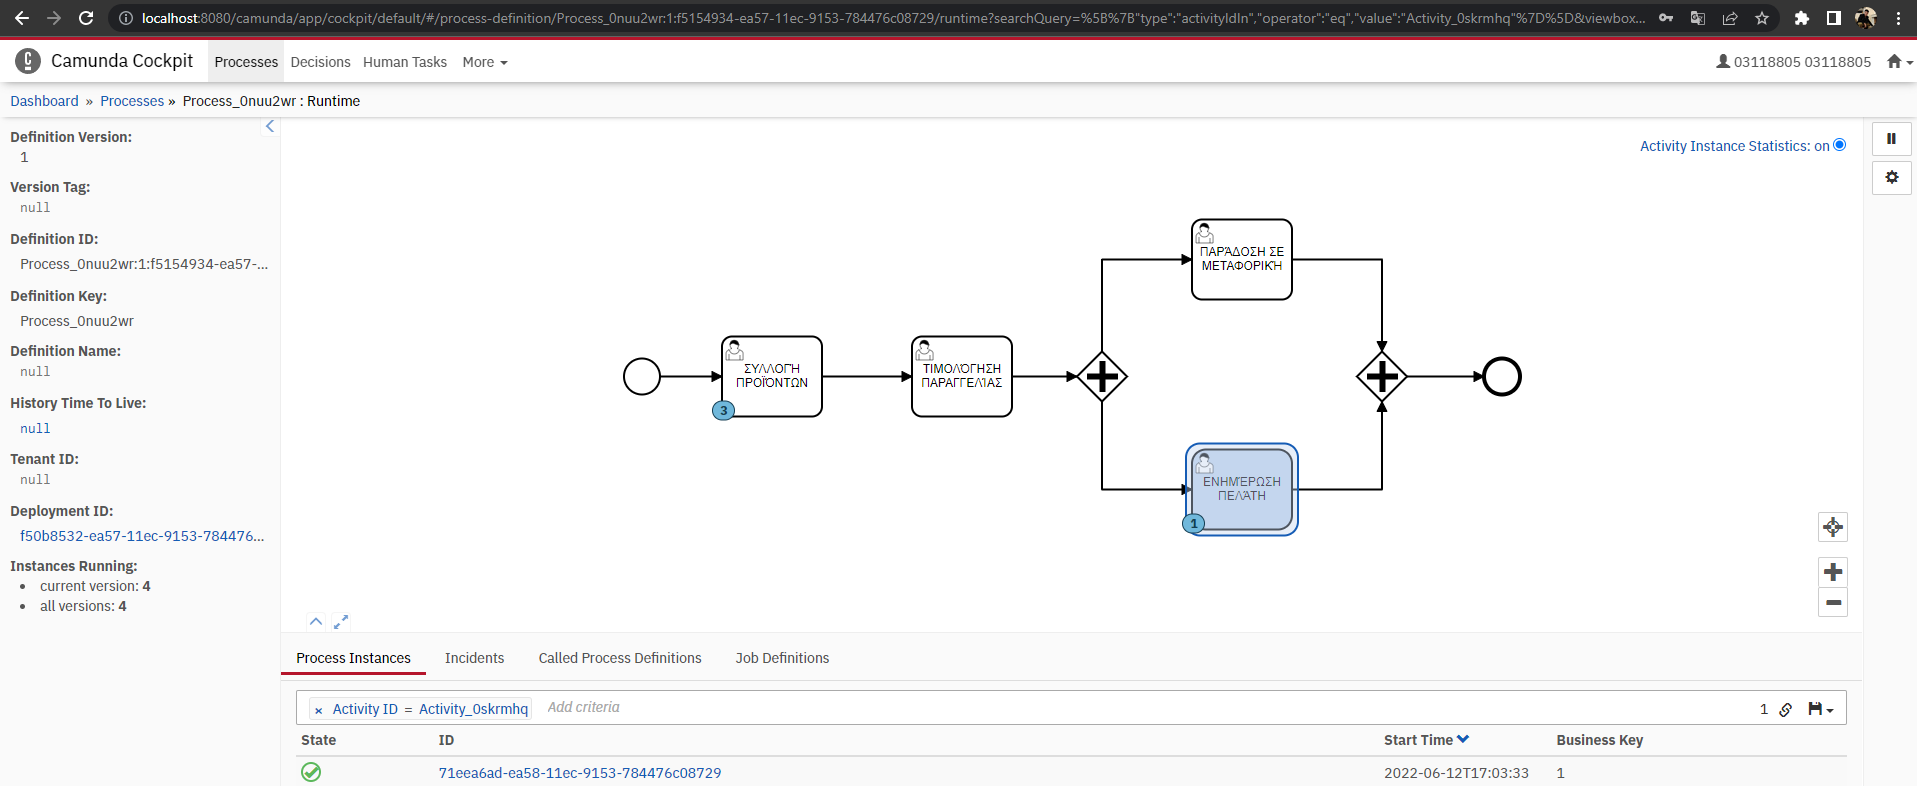 localhost:8080/camunda/app/cockpit/default/#/process-definition/Process_0nuu2wr:1:f5154934-ea57-11ec-9153-784476c08729/runtime?searchQuery=%5B%7B"type":"activityIdIn","operator":"eq","value":"Activity_0skrmhq"%7D%5D&viewbox...
Camunda Cockpit Processes Decisions Human Tasks More 03118805 03118805
Dashboard » Processes » Process_0nuu2wr : Runtime
Definition Version:
1
Version Tag:
null
Definition ID:
Process_0nuu2wr:1:f5154934-ea57-...
Definition Key:
Process_0nuu2wr
Definition Name:
null
History Time To Live:
null
Tenant ID:
null
Deployment ID:
f50b8532-ea57-11ec-9153-784476...
Instances Running:
• current version: 4
• all versions: 4
Activity Instance Statistics: on
ΣΥΛΛΟΓΉ
ΠΡΟΪΌΝΤΩΝ
3
ΤΙΜΟΛΌΓΗΣΗ
ΠΑΡΑΓΓΕΛΊΑΣ
ΠΑΡΆΔΟΣΗ ΣΕ
ΜΕΤΑΦΟΡΙΚΉ
ΕΝΗΜΈΡΩΣΗ
ΠΕΛΆΤΗ
1
Process Instances Incidents Called Process Definitions Job Definitions
× Activity ID = Activity_0skrmhq Add criteria 1
State ID Start Time Business Key
71eea6ad-ea58-11ec-9153-784476c08729 2022-06-12T17:03:33 1